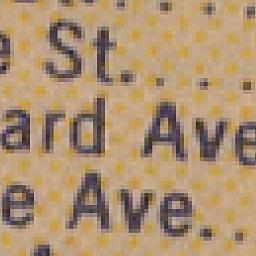 e St. . . .
ard Ave
e Ave. .